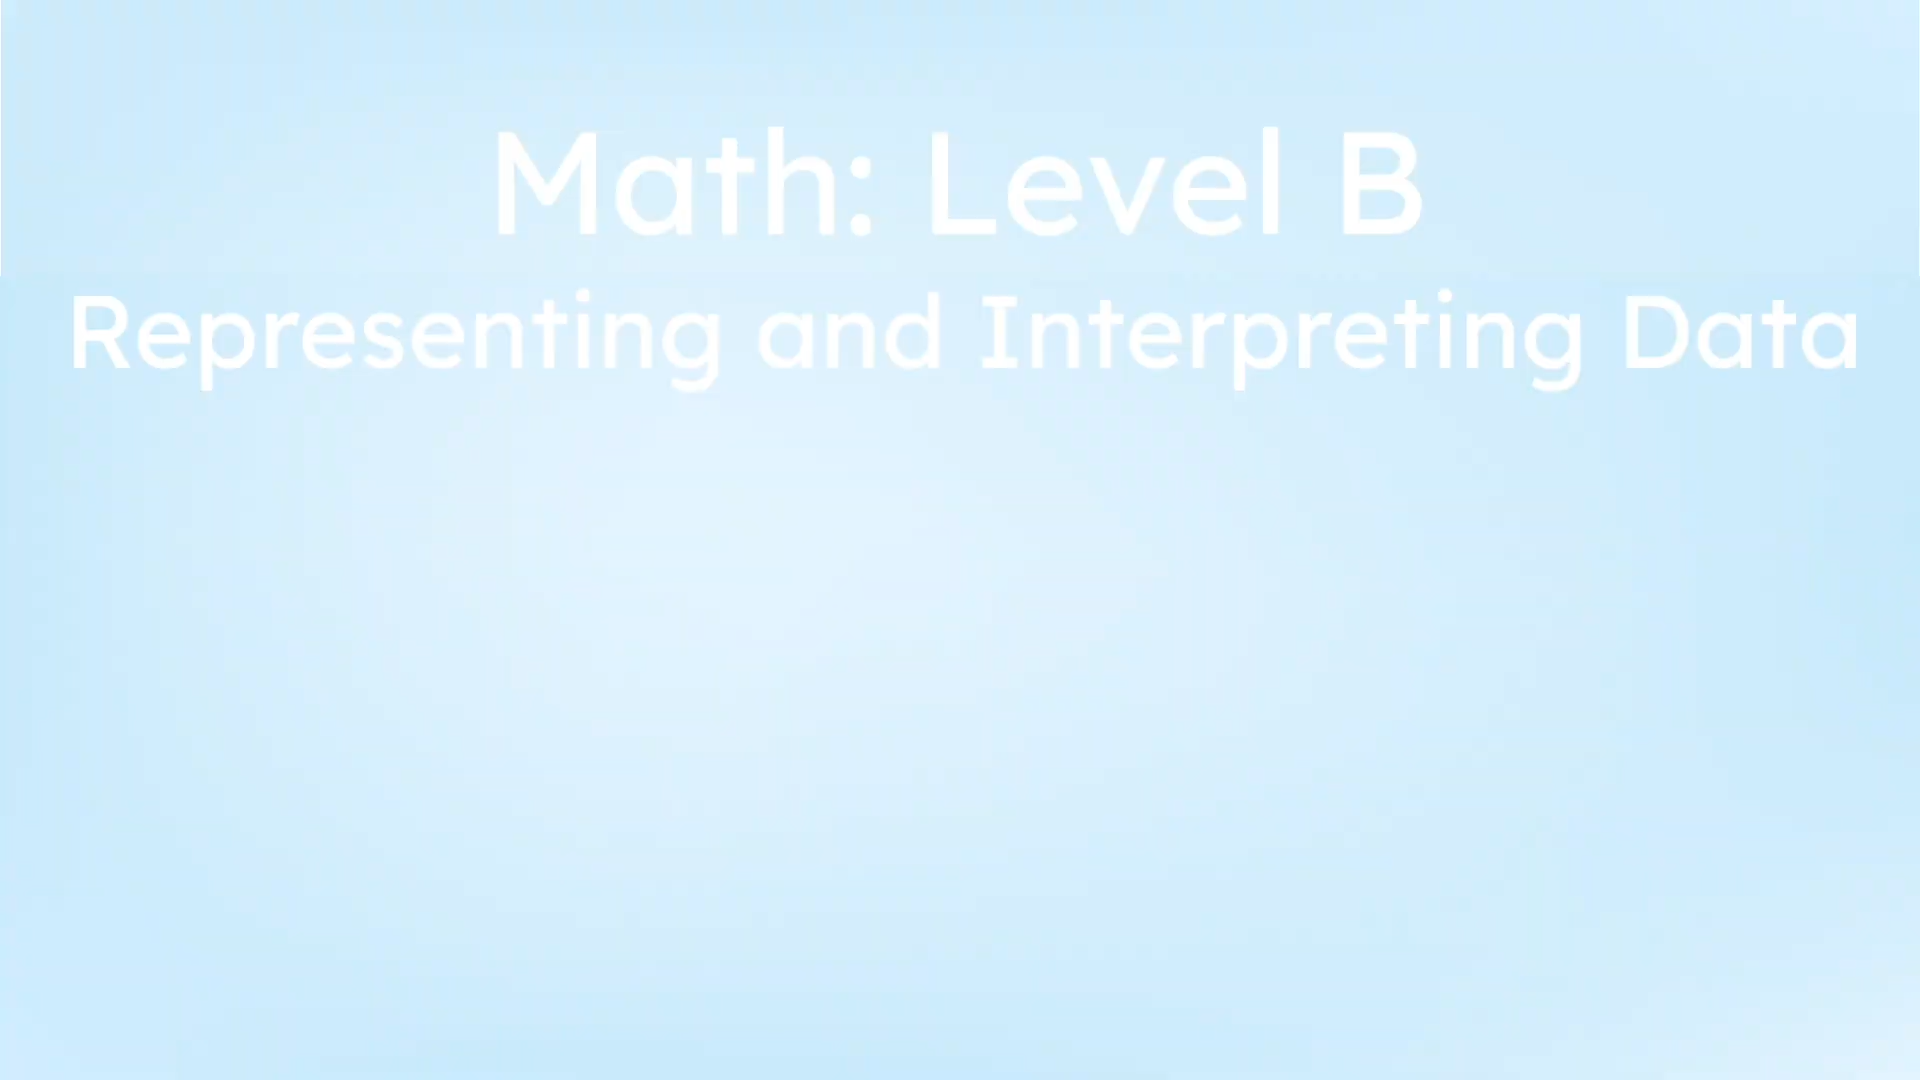 Math: Level B
Representing and Interpreting Data